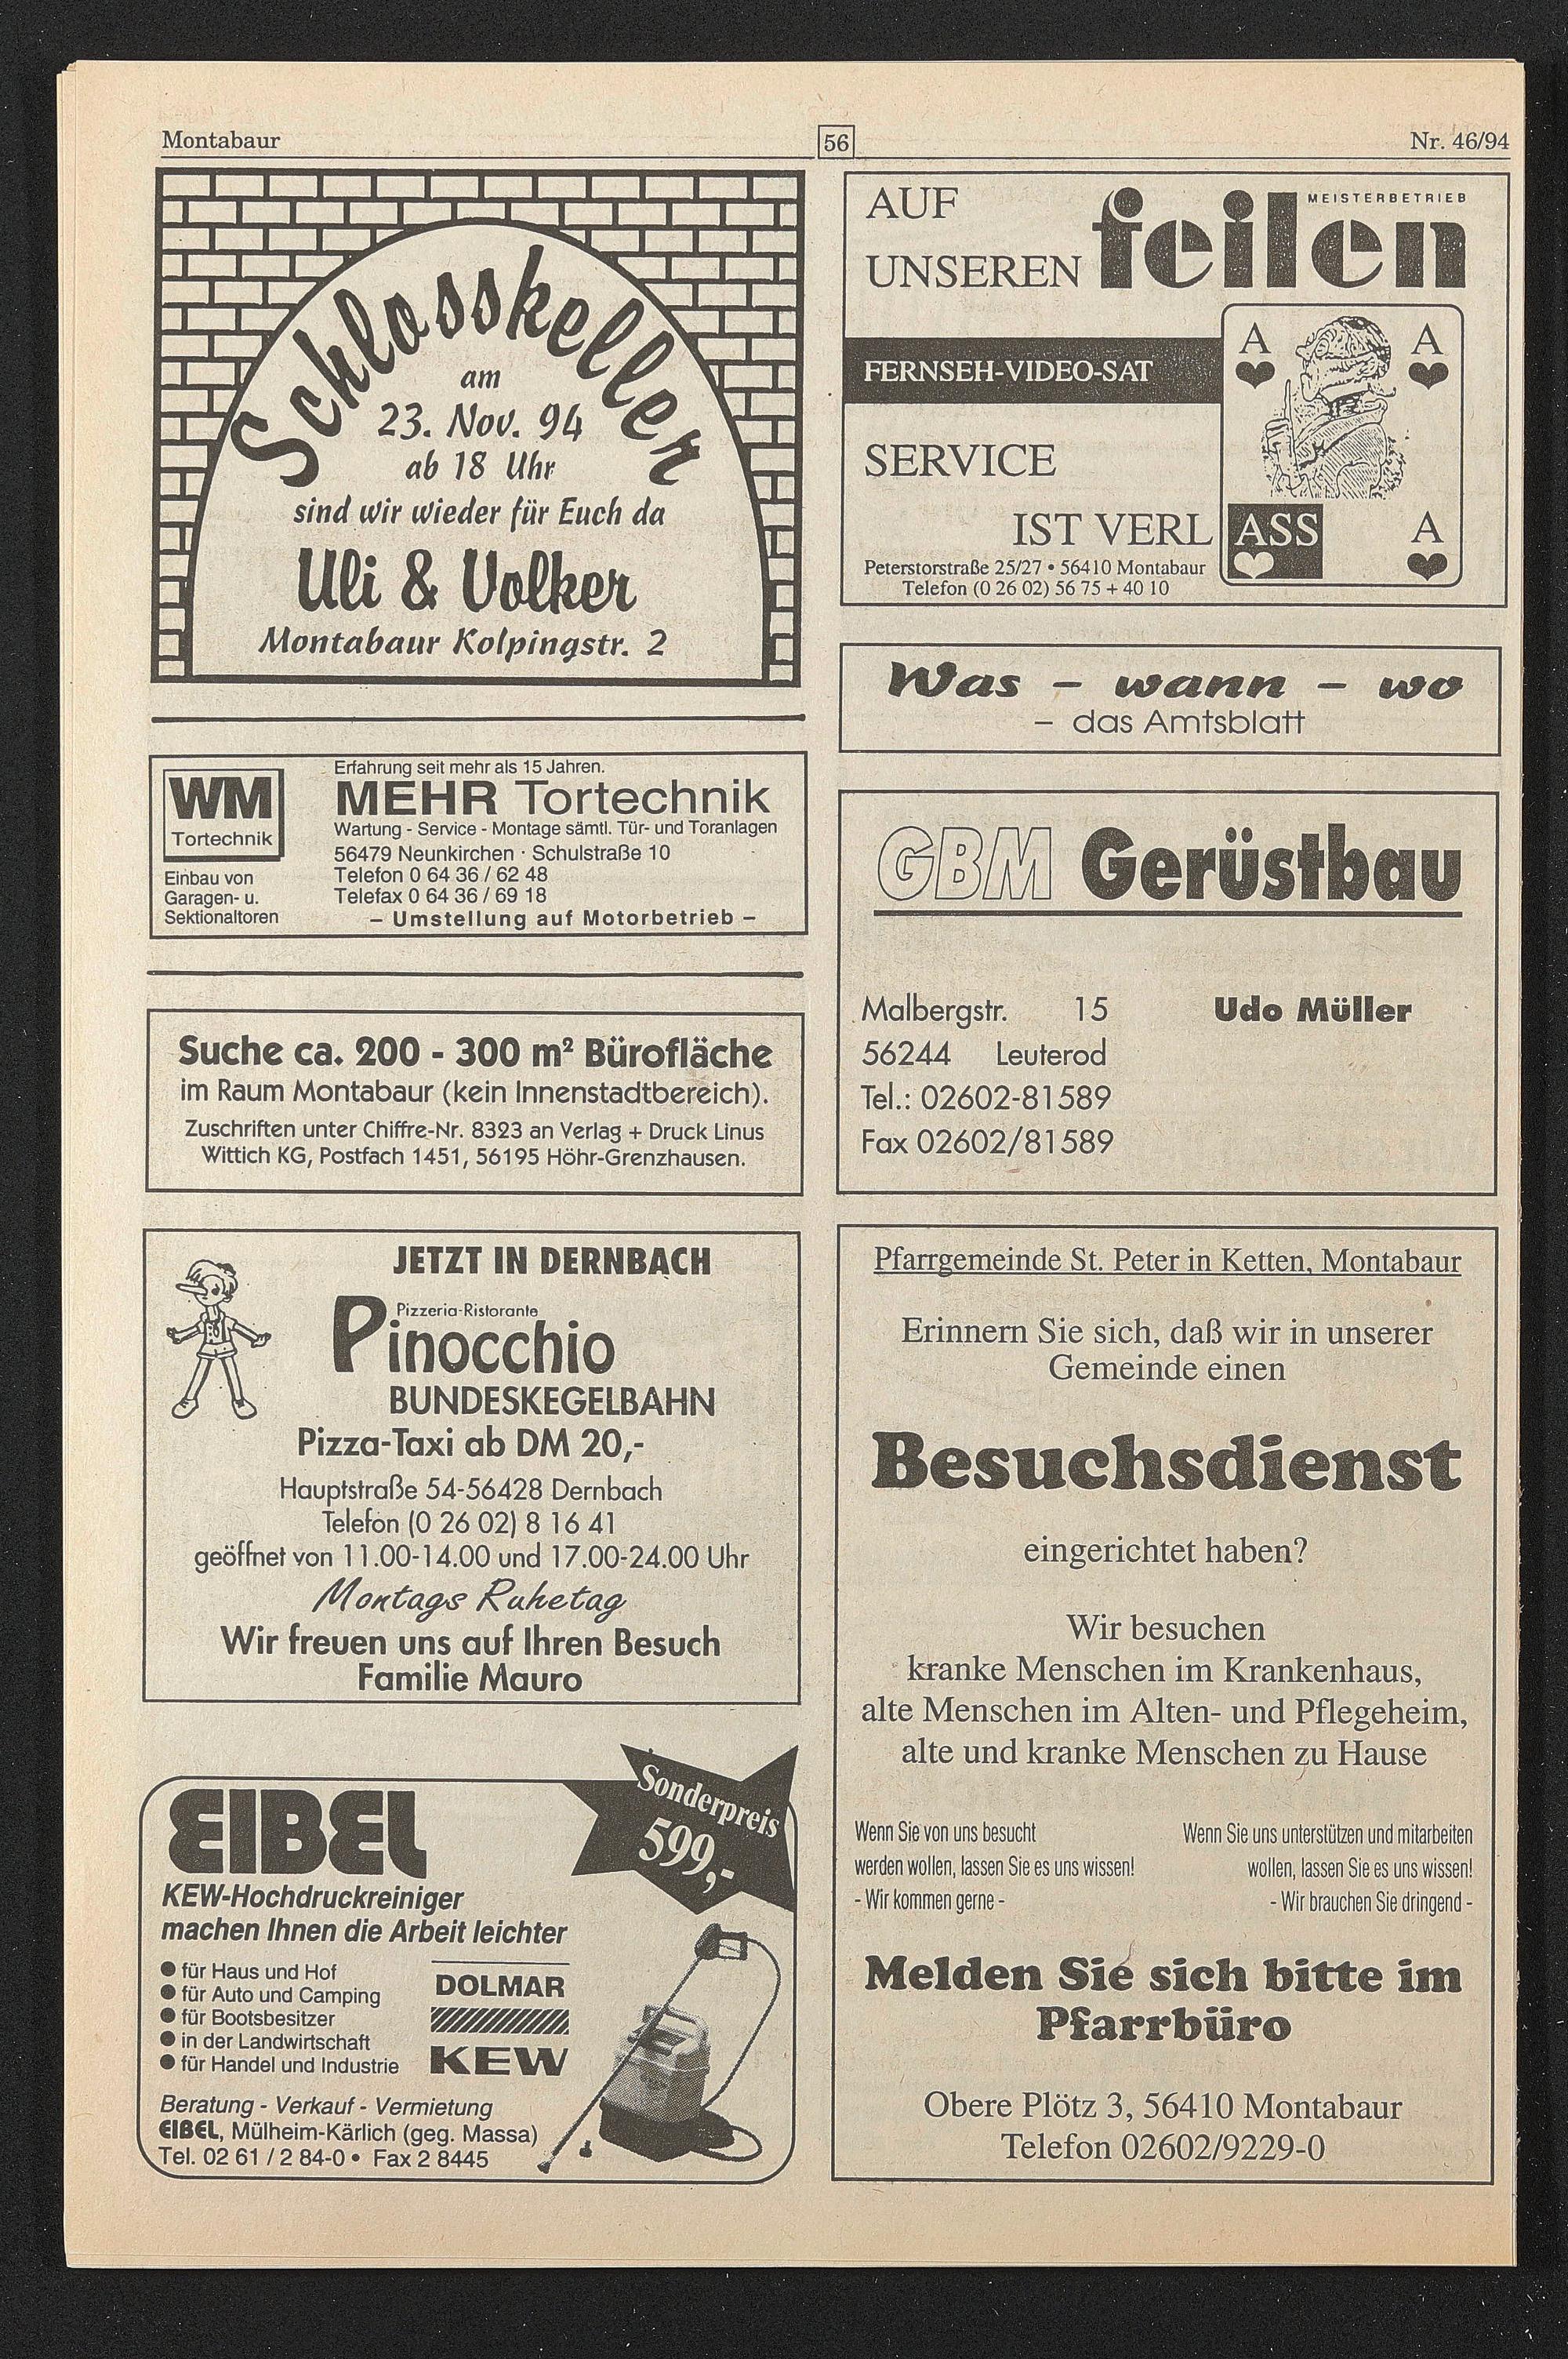 Montabaur
56
Nr. 46/94
Schlosskeller
am
23. Nov. 94
ab 18 Uhr
sind wir wieder für Euch da
Uli & Volker
Montabaur Kolpingstr. 2
WM
Tortechnik
Einbau von
Garagen- u.
Sektionaltoren
Erfahrung seit mehr als 15 Jahren.
MEHR Tortechnik
Wartung - Service - Montage sämtl. Tür- und Toranlagen
56479 Neunkirchen · Schulstraße 10
Telefon 0 64 36 / 62 48
Telefax 0 64 36 / 69 18
– Umstellung auf Motorbetrieb –
Suche ca. 200 - 300 m² Bürofläche
im Raum Montabaur (kein Innenstadtbereich).
Zuschriften unter Chiffre-Nr. 8323 an Verlag + Druck Linus
Wittich KG, Postfach 1451, 56195 Höhr-Grenzhausen.
JETZT IN DERNBACH
Pizzeria-Ristorante
Pinocchio
BUNDESKEGELBAHN
Pizza-Taxi ab DM 20,-
Hauptstraße 54-56428 Dernbach
Telefon (0 26 02) 8 16 41
geöffnet von 11.00-14.00 und 17.00-24.00 Uhr
Montags Ruhetag
Wir freuen uns auf Ihren Besuch
Familie Mauro
Sonderpreis
599,-
EIBEL
KEW-Hochdruckreiniger
machen Ihnen die Arbeit leichter
● für Haus und Hof
● für Auto und Camping
● für Bootsbesitzer
● in der Landwirtschaft
● für Handel und Industrie
DOLMAR
KEW
Beratung - Verkauf - Vermietung
EIBEL, Mülheim-Kärlich (geg. Massa)
Tel. 02 61 / 2 84-0 • Fax 2 8445
AUF
UNSEREN
MEISTERBETRIEB
feilen
FERNSEH-VIDEO-SAT
SERVICE
IST VERL ASS
A
A
A
Peterstorstraße 25/27 • 56410 Montabaur
Telefon (0 26 02) 56 75 + 40 10
Was – wann – wo
– das Amtsblatt
GBM Gerüstbau
Malbergstr. 15 Udo Müller
56244 Leuterod
Tel.: 02602-81589
Fax 02602/81589
Pfarrgemeinde St. Peter in Ketten, Montabaur
Erinnern Sie sich, daß wir in unserer
Gemeinde einen
Besuchsdienst
eingerichtet haben?
Wir besuchen
kranke Menschen im Krankenhaus,
alte Menschen im Alten- und Pflegeheim,
alte und kranke Menschen zu Hause
Wenn Sie von uns besucht
werden wollen, lassen Sie es uns wissen!
- Wir kommen gerne -
Wenn Sie uns unterstützen und mitarbeiten
wollen, lassen Sie es uns wissen!
- Wir brauchen Sie dringend -
Melden Sie sich bitte im
Pfarrbüro
Obere Plötz 3, 56410 Montabaur
Telefon 02602/9229-0